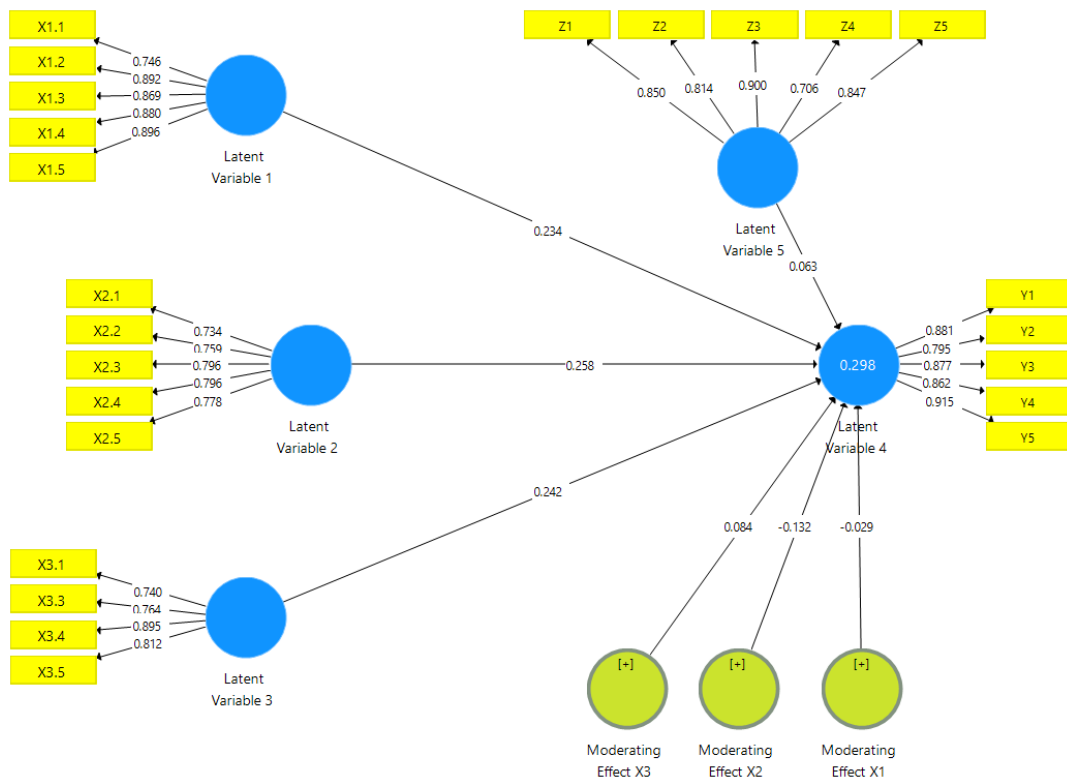 X1.1
X1.2
X1.3
X1.4
X1.5
0.746
0.892
0.869
0.880
0.896
Latent
Variable 1
Z1
Z2
Z3
Z4
Z5
0.850
0.814
0.900
0.706
0.847
Latent
Variable 5
0.234
0.063
X2.1
X2.2
X2.3
X2.4
X2.5
0.734
0.759
0.796
0.796
0.778
Latent
Variable 2
0.258
0.298
Latent
Variable 4
0.881
0.795
0.877
0.862
0.915
Y1
Y2
Y3
Y4
Y5
0.242
0.084
-0.132
-0.029
X3.1
X3.3
X3.4
X3.5
0.740
0.764
0.895
0.812
Latent
Variable 3
[+]
Moderating
Effect X3
[+]
Moderating
Effect X2
[+]
Moderating
Effect X1